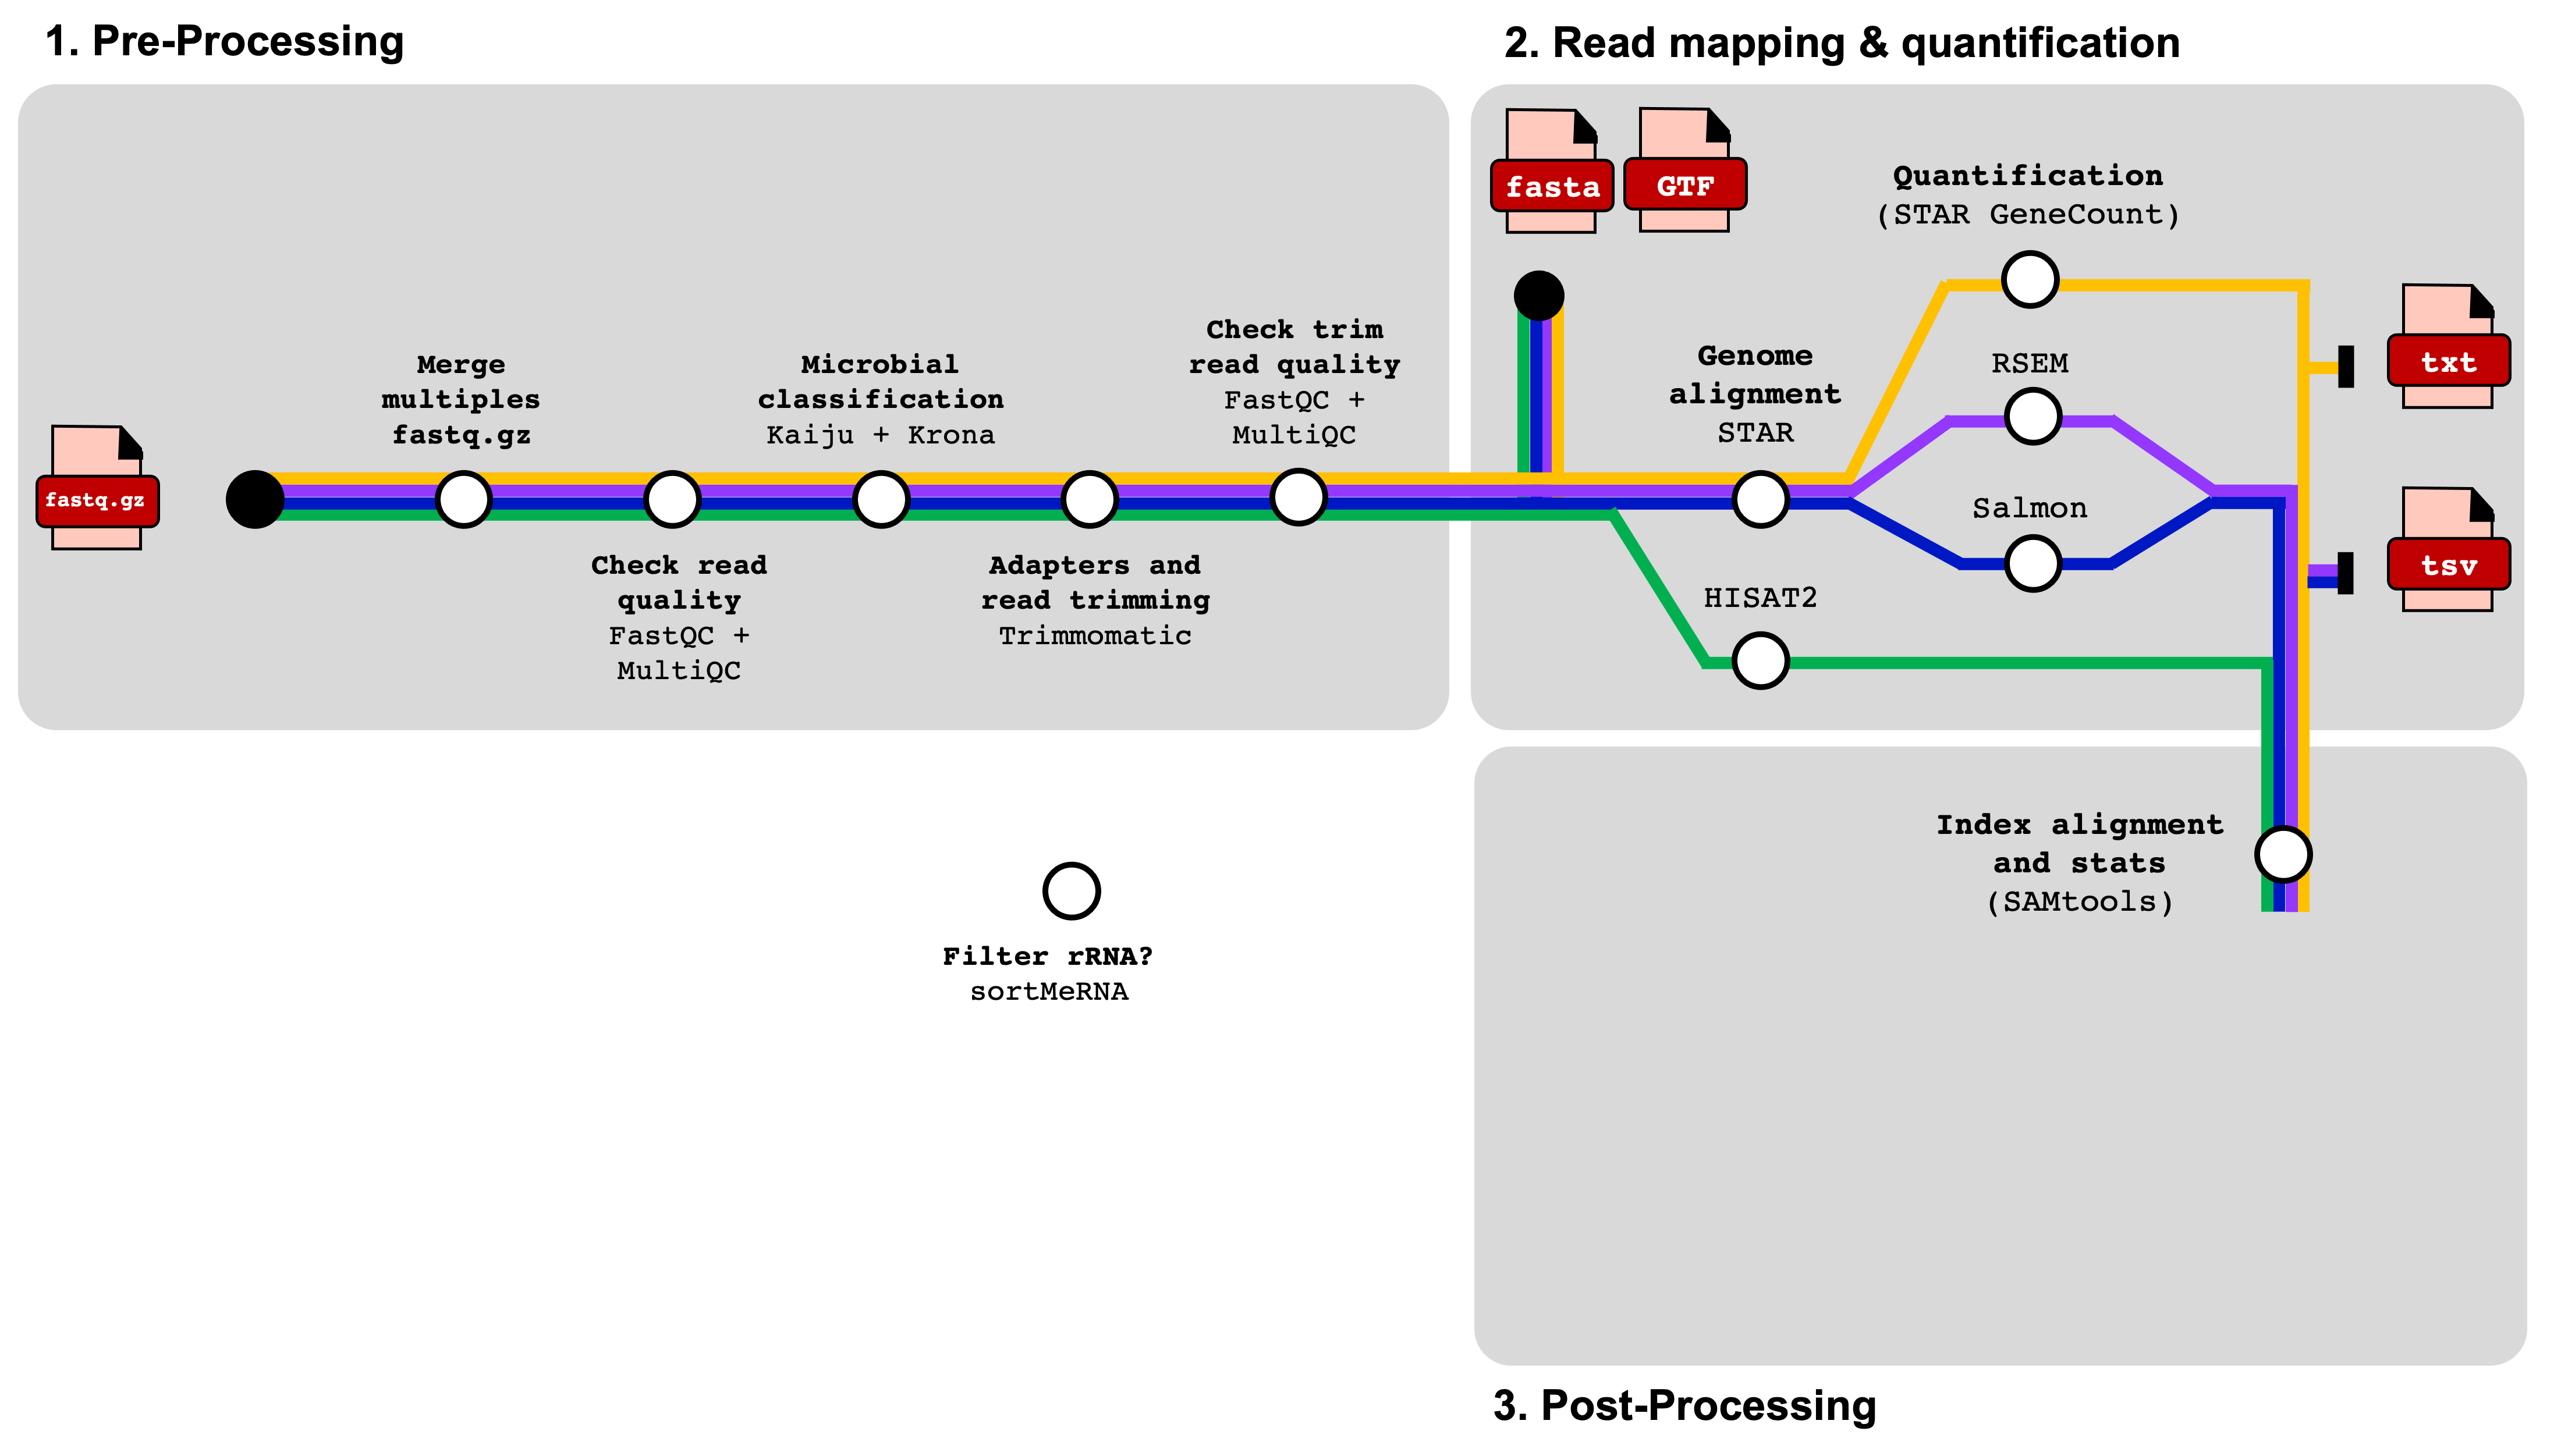 1. Pre-Processing
fastq.gz
Merge
multiples
fastq.gz
Check read
quality
FastQC +
MultiQC
Microbial
classification
Kaiju + Krona
Adapters and
read trimming
Trimmomatic
Check trim
read quality
FastQC +
MultiQC
Filter rRNA?
sortMeRNA
2. Read mapping & quantification
fasta
GTF
Genome
alignment
STAR
Quantification
(STAR GeneCount)
RSEM
Salmon
HISAT2
txt
tsv
Index alignment
and stats
(SAMtools)
3. Post-Processing